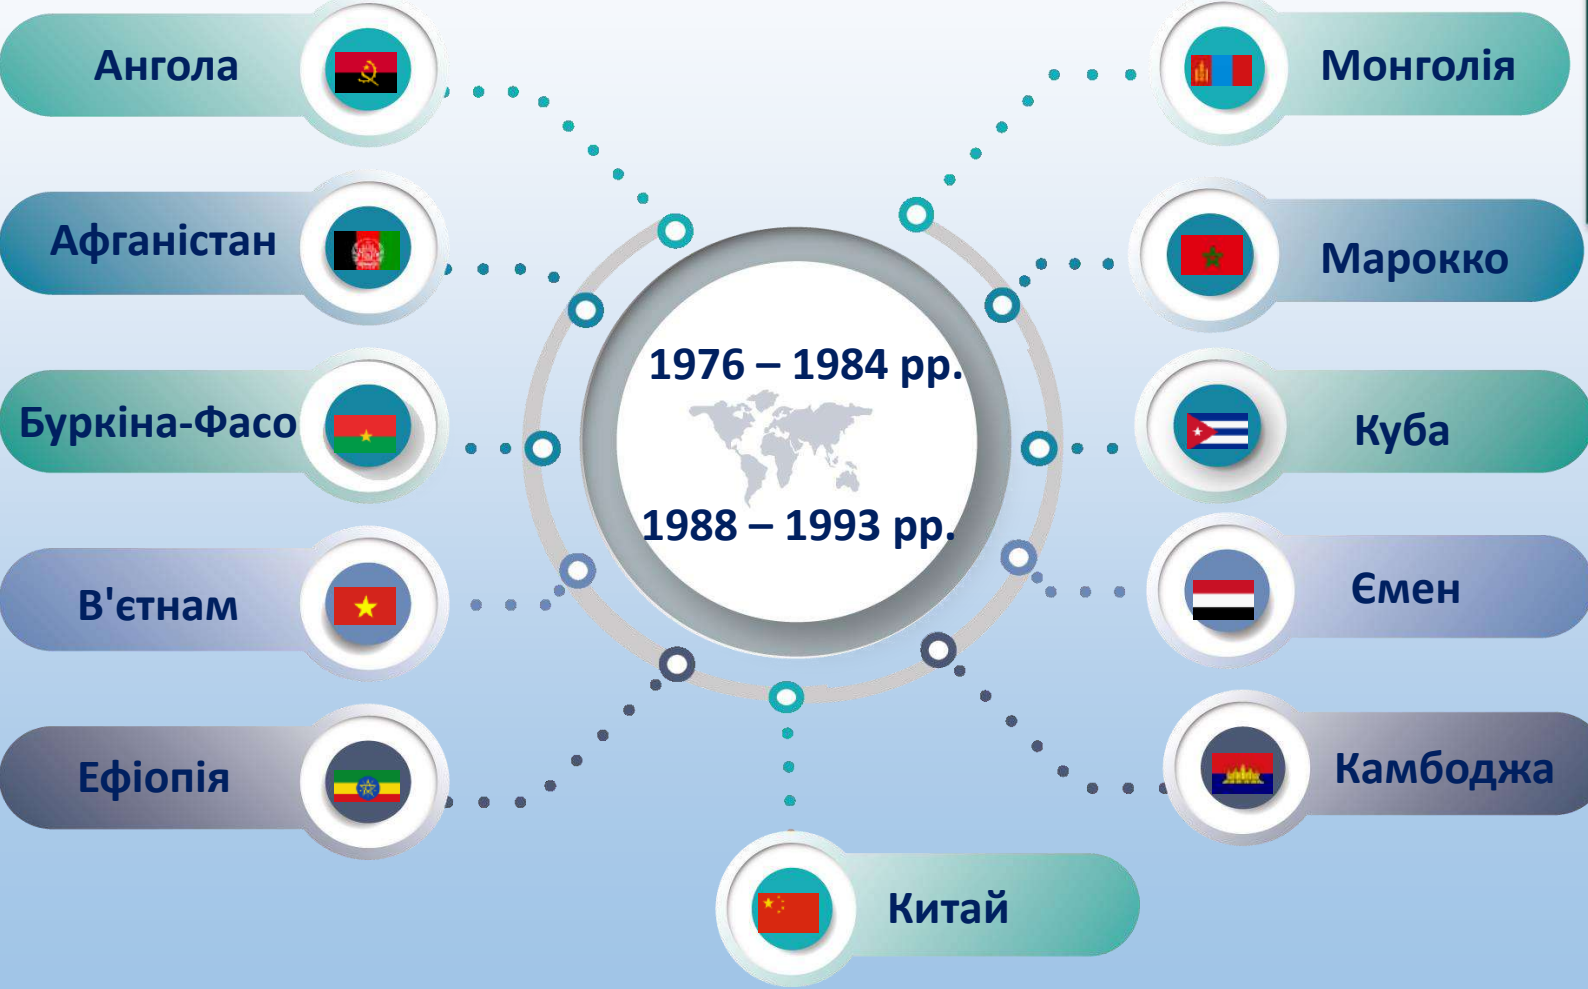 Ангола
Афганістан
Буркіна-Фасо
В'єтнам
Ефіопія
1976 – 1984 рр.
1988 – 1993 рр.
Монголія
Марокко
Куба
Ємен
Камбоджа
Китай